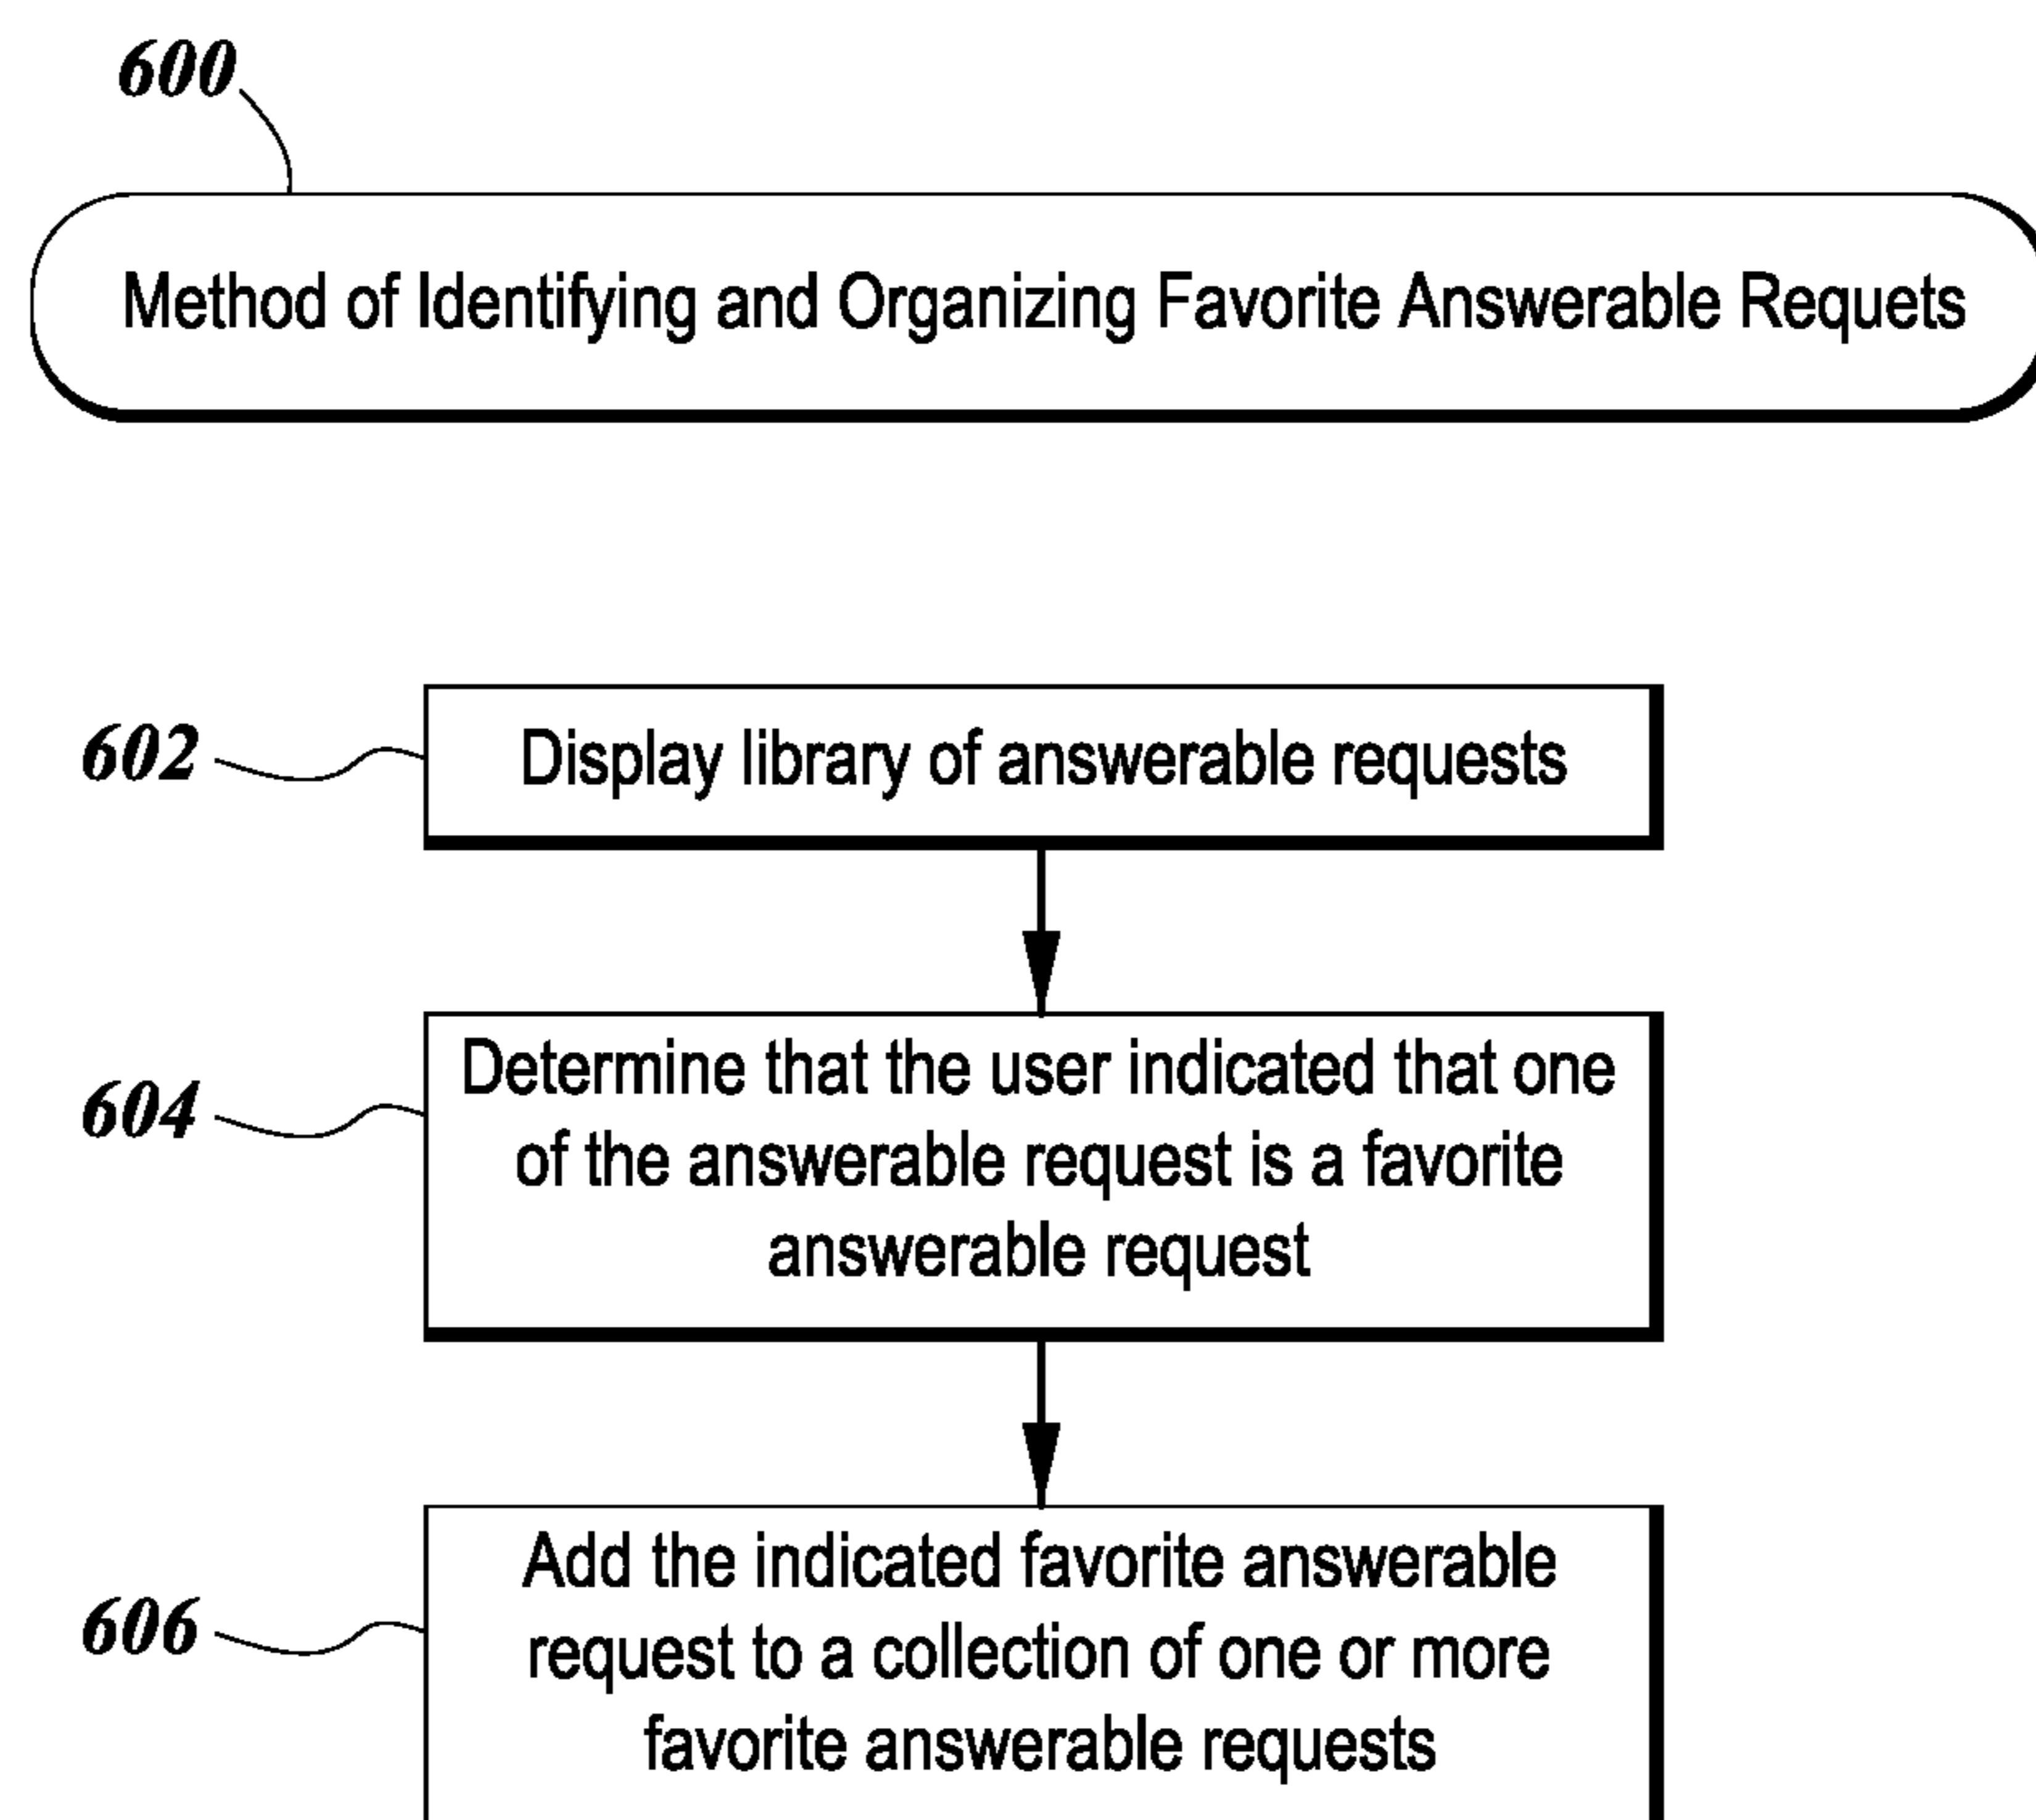 600
Method of Identifying and Organizing Favorite Answerable Requets
602
Display library of answerable requests
604
Determine that the user indicated that one
of the answerable request is a favorite
answerable request
606
Add the indicated favorite answerable
request to a collection of one or more
favorite answerable requests